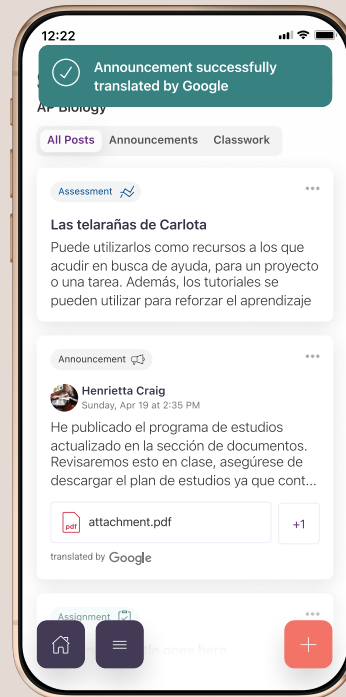 12:22
Announcement successfully
translated by Google
AP Biology
All Posts Announcements Classwork
Assessment
Las telarañas de Carlota
Puede utilizarlos como recursos a los que
acudir en busca de ayuda, para un proyecto
o una tarea. Además, los tutoriales se
pueden utilizar para reforzar el aprendizaje
Announcement
Henrietta Craig
Sunday, Apr 19 at 2:35 PM
He publicado el programa de estudios
actualizado en la sección de documentos.
Revisaremos esto en clase, asegúrese de
descargar el plan de estudios ya que cont...
pdf attachment.pdf +1
translated by Google
Assignment
goes here